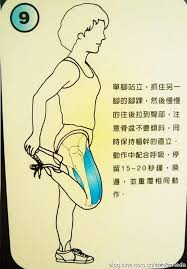 9
單腳站立，抓住另一
腳的腳踝，然後慢慢
的往後拉到臀部，注
意骨盆不要傾斜，同
時保持軀幹的直立，
動作中配合呼吸，停
留15~20秒鐘，換
邊，並重覆相同動
作。